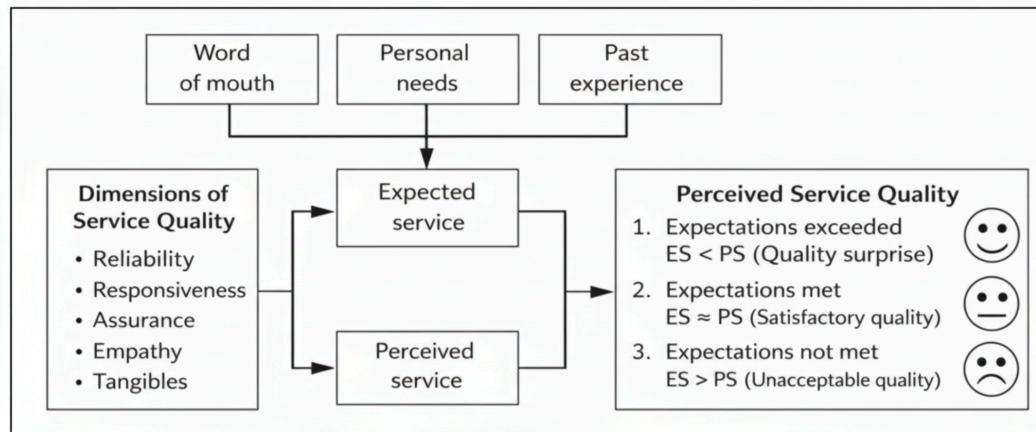 Word
of mouth
Personal
needs
Past
experience
Dimensions of
Service Quality
• Reliability
• Responsiveness
• Assurance
• Empathy
• Tangibles
Expected
service
Perceived
service
Perceived Service Quality
1. Expectations exceeded
ES < PS (Quality surprise)
2. Expectations met
ES ≈ PS (Satisfactory quality)
3. Expectations not met
ES > PS (Unacceptable quality)